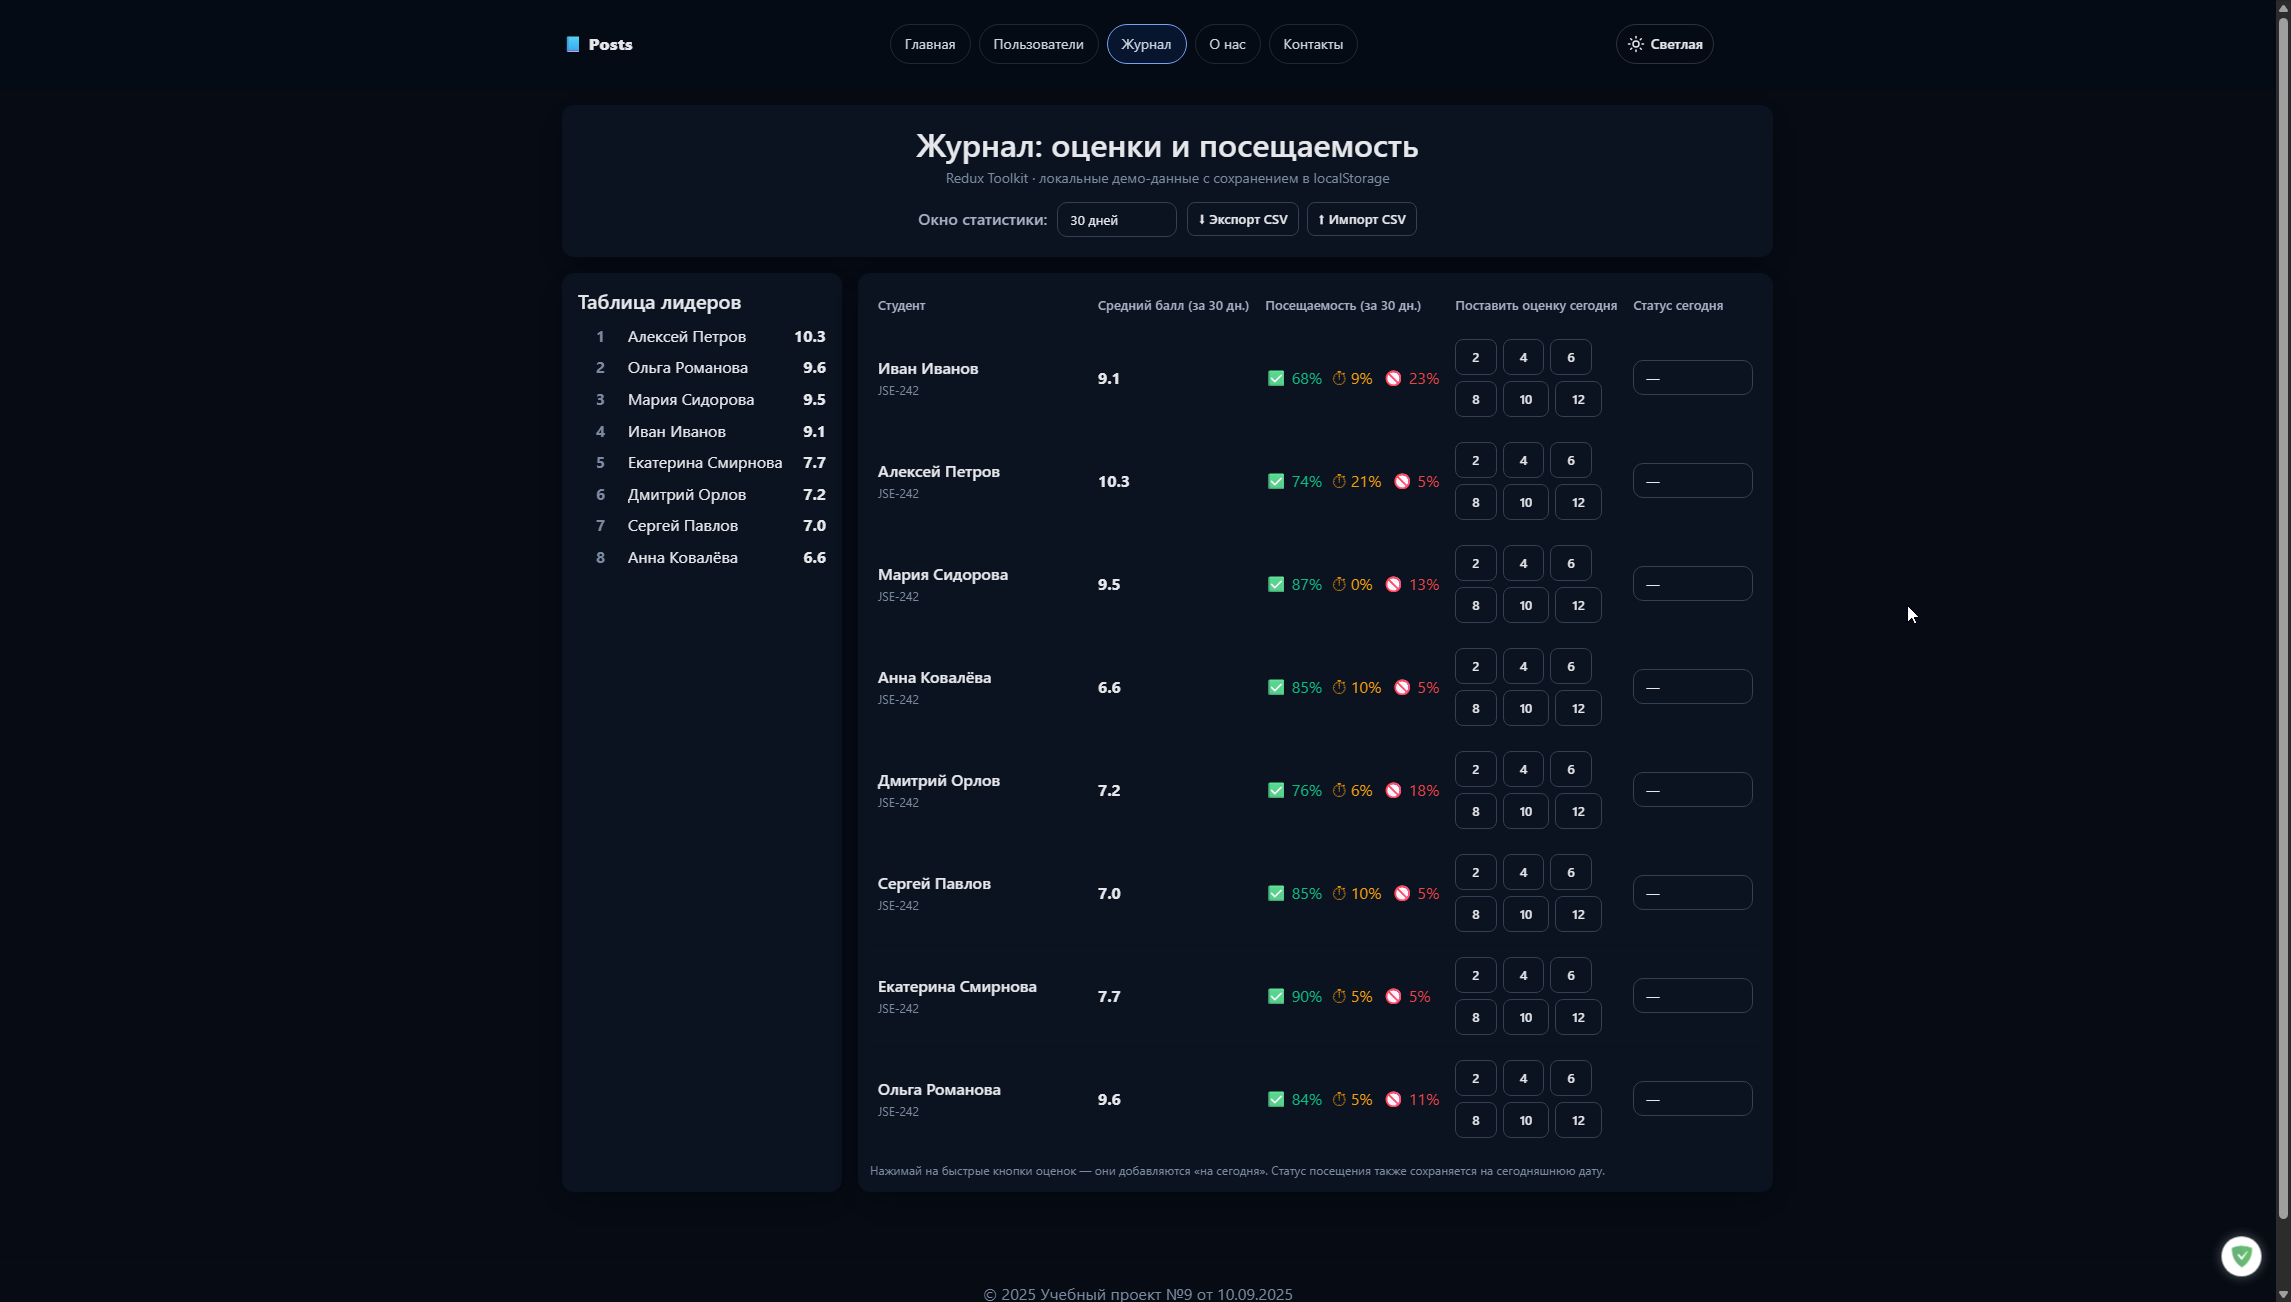 Posts
Главная Пользователи Журнал О нас Контакты
Светлая
Журнал: оценки и посещаемость
Redux Toolkit · локальные демо-данные с сохранением в localStorage
Окно статистики: 30 дней ⬇ Экспорт CSV ⬆ Импорт CSV
Таблица лидеров
1 Алексей Петров 10.3
2 Ольга Романова 9.6
3 Мария Сидорова 9.5
4 Иван Иванов 9.1
5 Екатерина Смирнова 7.7
6 Дмитрий Орлов 7.2
7 Сергей Павлов 7.0
8 Анна Ковалёва 6.6
Студент Средний балл (за 30 дн.) Посещаемость (за 30 дн.) Поставить оценку сегодня Статус сегодня
Иван Иванов
JSE-242
9.1
✅ 68% ⏱ 9% 🚫 23%
2 4 6
8 10 12
—
Алексей Петров
JSE-242
10.3
✅ 74% ⏱ 21% 🚫 5%
2 4 6
8 10 12
—
Мария Сидорова
JSE-242
9.5
✅ 87% ⏱ 0% 🚫 13%
2 4 6
8 10 12
—
Анна Ковалёва
JSE-242
6.6
✅ 85% ⏱ 10% 🚫 5%
2 4 6
8 10 12
—
Дмитрий Орлов
JSE-242
7.2
✅ 76% ⏱ 6% 🚫 18%
2 4 6
8 10 12
—
Сергей Павлов
JSE-242
7.0
✅ 85% ⏱ 10% 🚫 5%
2 4 6
8 10 12
—
Екатерина Смирнова
JSE-242
7.7
✅ 90% ⏱ 5% 🚫 5%
2 4 6
8 10 12
—
Ольга Романова
JSE-242
9.6
✅ 84% ⏱ 5% 🚫 11%
2 4 6
8 10 12
—
Нажимай на быстрые кнопки оценок — они добавляются «на сегодня». Статус посещения также сохраняется на сегодняшнюю дату.
© 2025 Учебный проект №9 от 10.09.2025